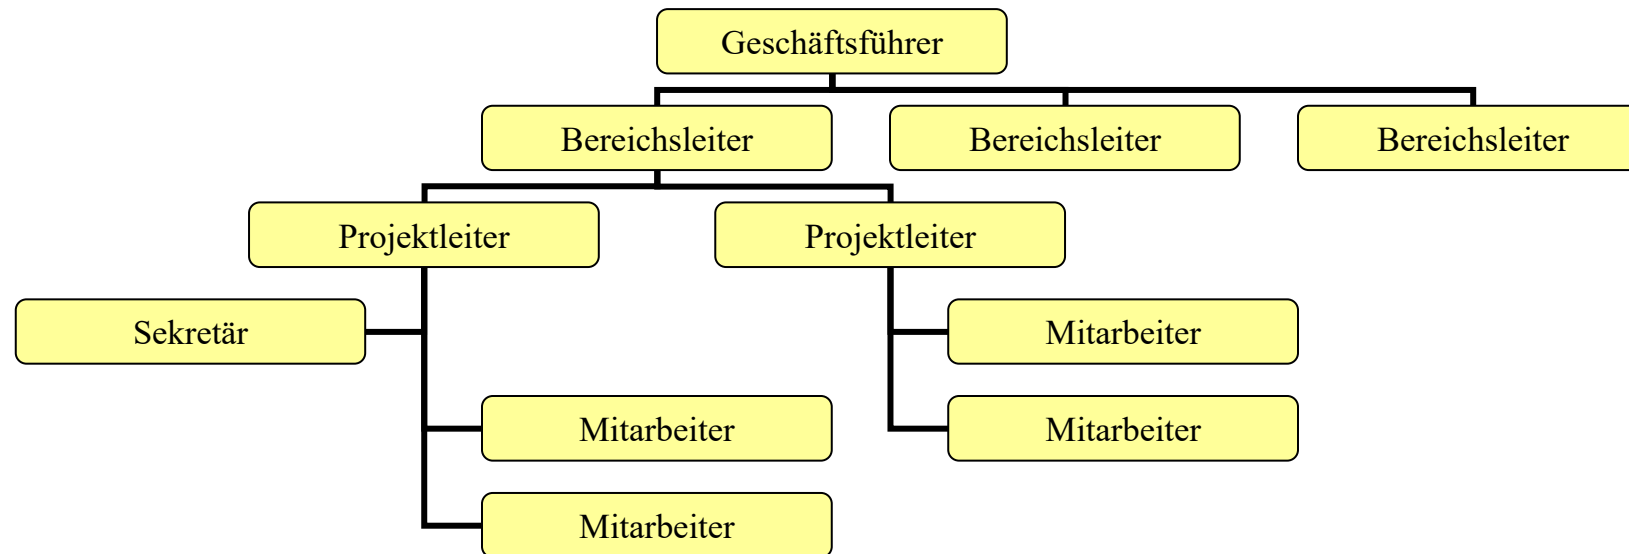 Geschäftsführer
Bereichsleiter
Bereichsleiter
Bereichsleiter
Projektleiter
Projektleiter
Sekretär
Mitarbeiter
Mitarbeiter
Mitarbeiter
Mitarbeiter